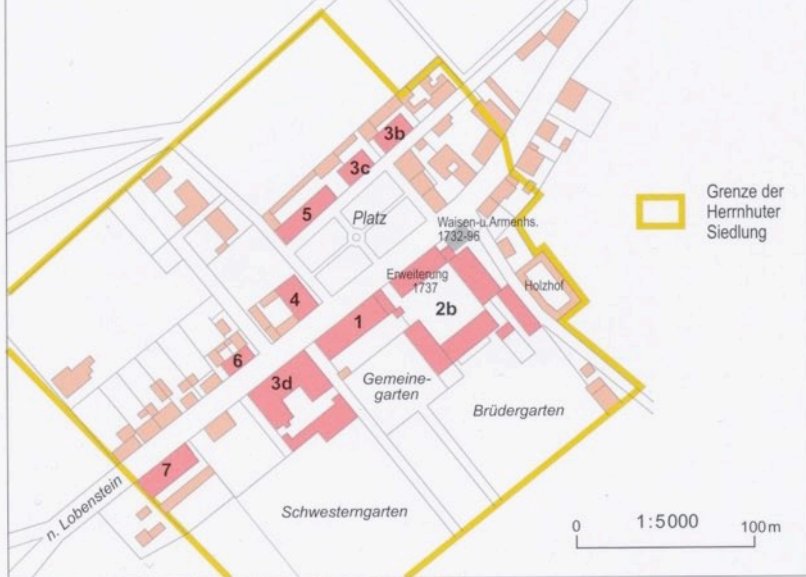 3b
3c
5
Platz
Waisen-u.Armenhs.
1732-96
Grenze der
Herrnhuter
Siedlung
Erweiterung
1737
Holzhof
4
2b
1
6
3d
Gemeine-
garten
Brüdergarten
7
n. Lobenstein
Schwesterngarten
0
1:5000
100m